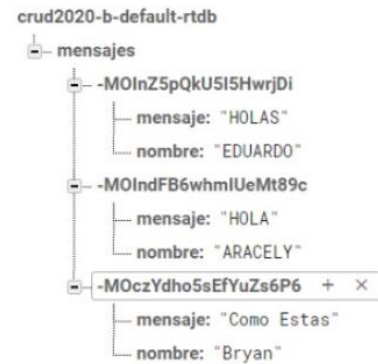 crud2020-b-default-rtdb
mensajes
-MOInZ5pQkU5I5HwrjDi
mensaje: "HOLAS"
nombre: "EDUARDO"
-MOIndFB6whmIUeMt89c
mensaje: "HOLA"
nombre: "ARACELY"
-MOczYdho5sEfYuZs6P6 + ×
mensaje: "Como Estas"
nombre: "Bryan"